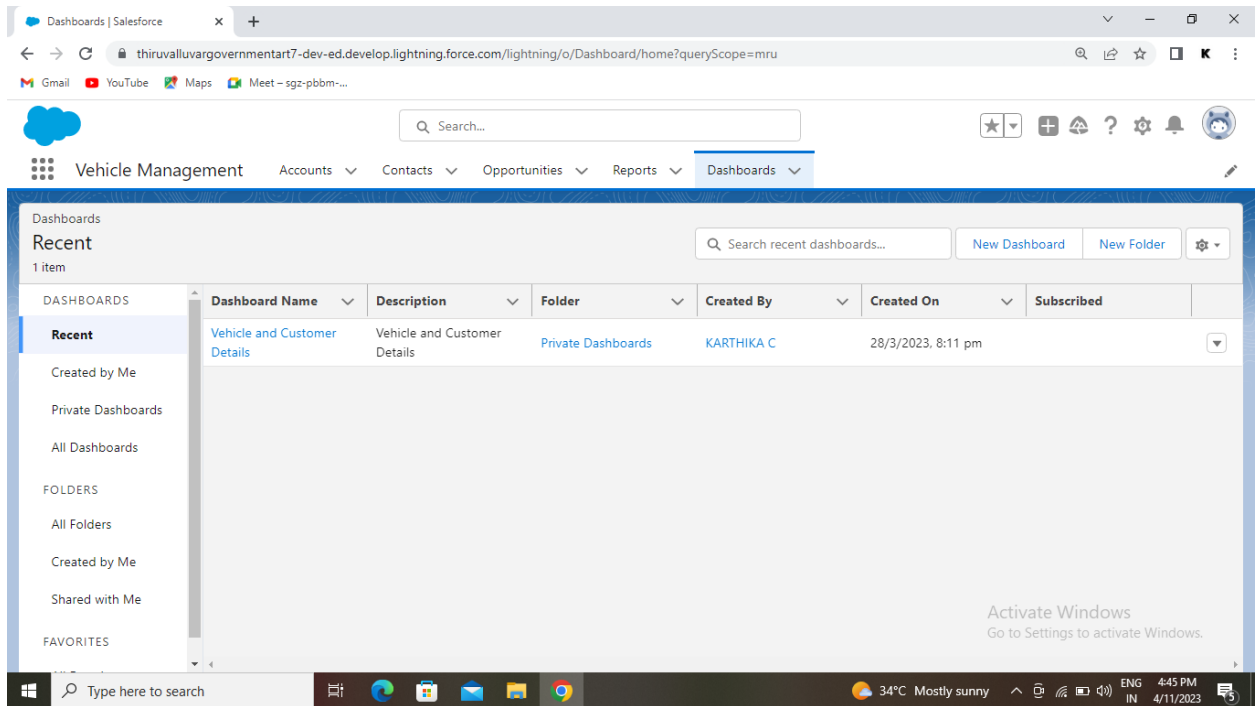 Dashboards | Salesforce
thiruvalluvargovernmentart7-dev-ed.develop.lightning.force.com/lightning/o/Dashboard/home?queryScope=mru
K
Gmail YouTube Maps Meet – sgz-pbbm-...
Search...
Vehicle Management Accounts Contacts Opportunities Reports Dashboards
Dashboards
Recent
1 item
Search recent dashboards...
New Dashboard New Folder
DASHBOARDS
Recent
Created by Me
Private Dashboards
All Dashboards
FOLDERS
All Folders
Created by Me
Shared with Me
FAVORITES
Dashboard Name Description Folder Created By Created On Subscribed
Vehicle and Customer
Details
Vehicle and Customer
Details
Private Dashboards
KARTHIKA C
28/3/2023, 8:11 pm
Activate Windows
Go to Settings to activate Windows.
Type here to search
34°C Mostly sunny
ENG
IN
4:45 PM
4/11/2023
5